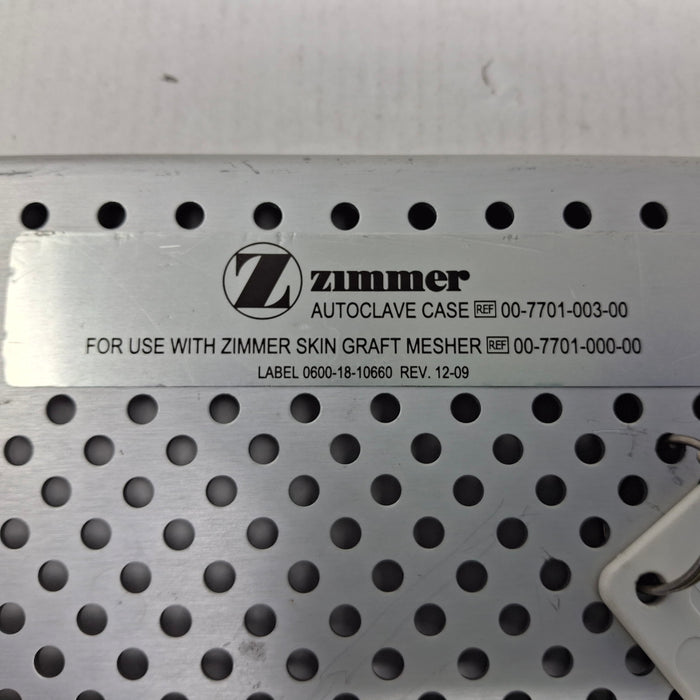 Z zimmer
AUTOCLAVE CASE REF 00-7701-003-00
FOR USE WITH ZIMMER SKIN GRAFT MESHER REF 00-7701-000-00
LABEL 0600-18-10660 REV. 12-09